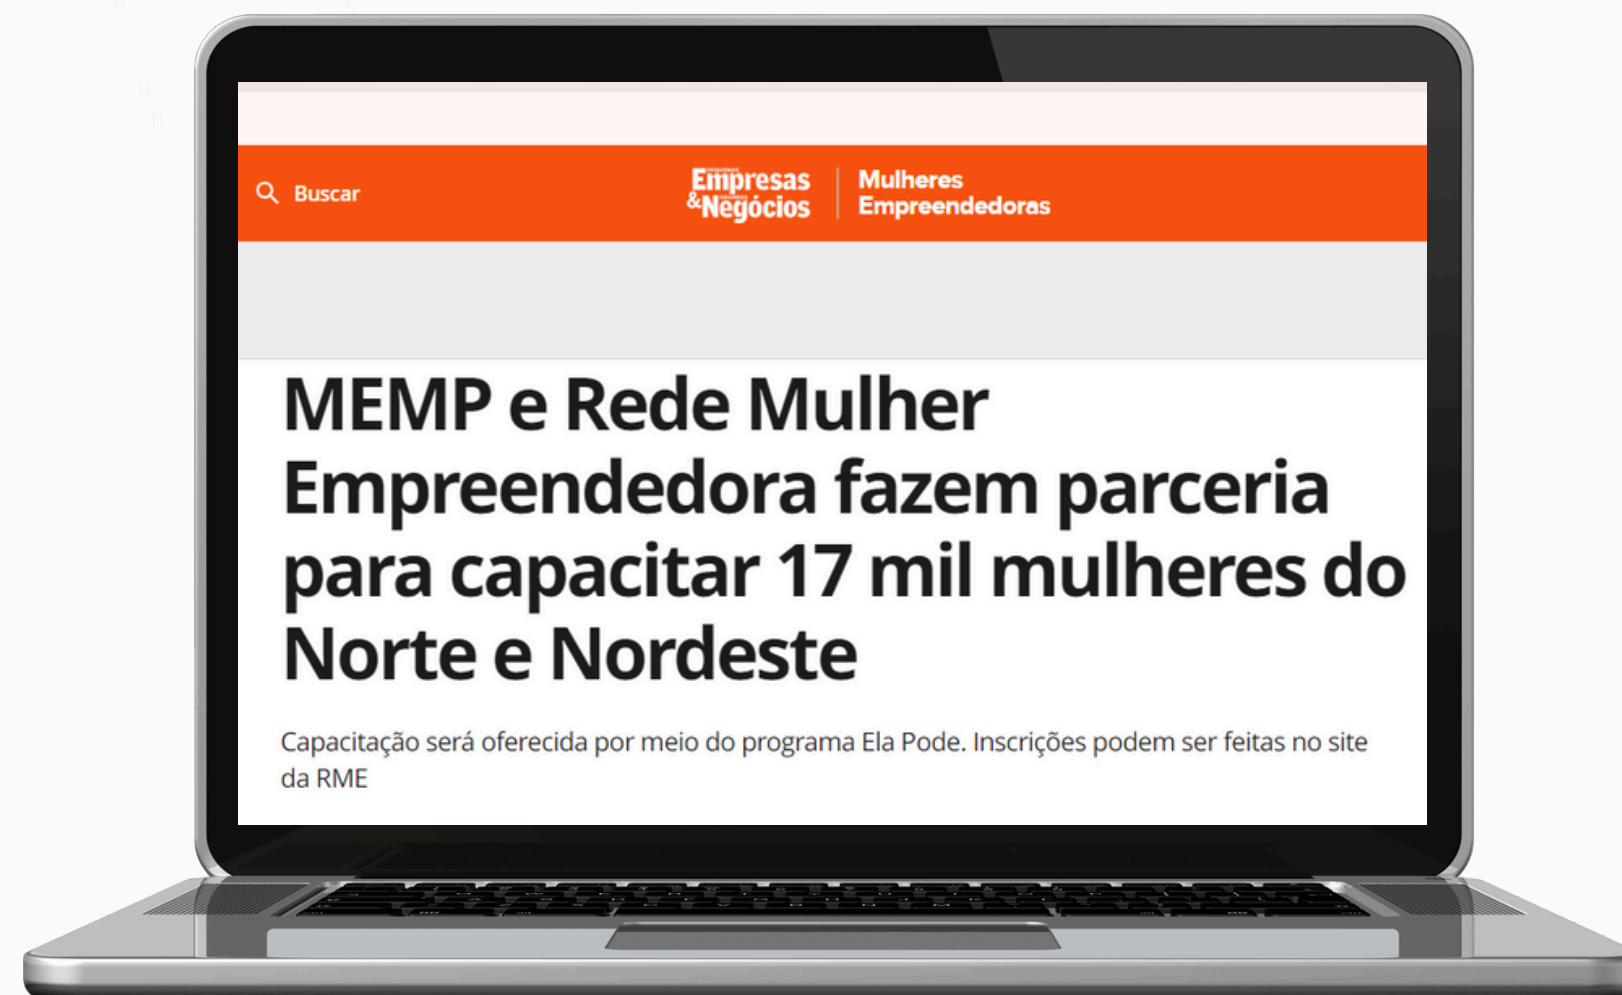 Buscar
Empresas
&Negócios
Mulheres
Empreendedoras
MEMP e Rede Mulher
Empreendedora fazem parceria
para capacitar 17 mil mulheres do
Norte e Nordeste
Capacitação será oferecida por meio do programa Ela Pode. Inscrições podem ser feitas no site
da RME